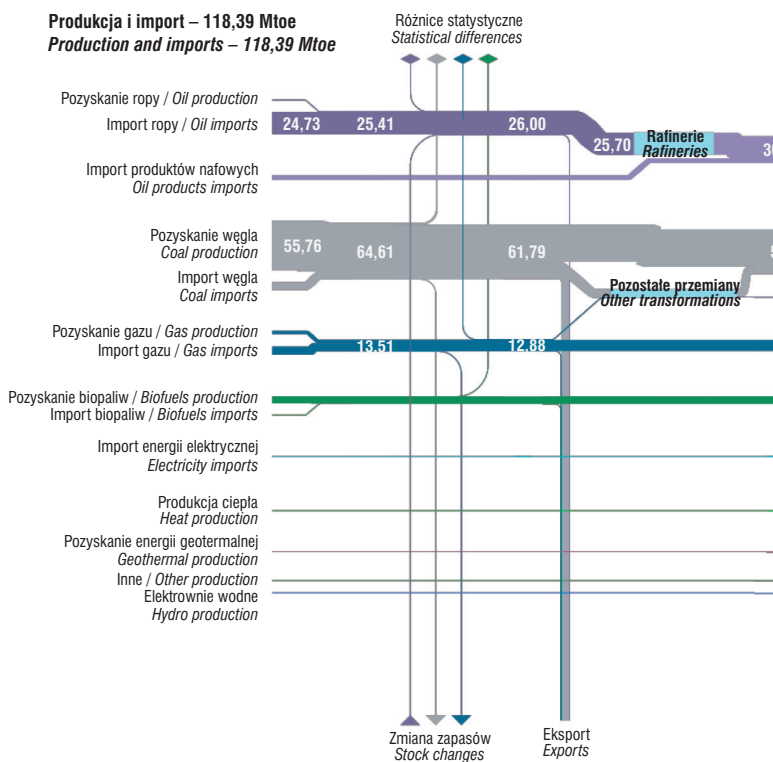 Produkcja i import – 118,39 Mtoe
Production and imports – 118,39 Mtoe
Różnice statystyczne
Statistical differences
Pozyskanie ropy / Oil production
Import ropy / Oil imports
24,73
25,41
26,00
25,70
Rafinerie
Refineries
Import produktów nafowych
Oil products imports
Pozyskanie węgla
Coal production
55,76
64,61
61,79
Import węgla
Coal imports
Pozostałe przemiany
Other transformations
Pozyskanie gazu / Gas production
Import gazu / Gas imports
13,51
12,88
Pozyskanie biopaliw / Biofuels production
Import biopaliw / Biofuels imports
Import energii elektrycznej
Electricity imports
Produkcja ciepła
Heat production
Pozyskanie energii geotermalnej
Geothermal production
Inne / Other production
Elektrownie wodne
Hydro production
Zmiana zapasów
Stock changes
Eksport
Exports